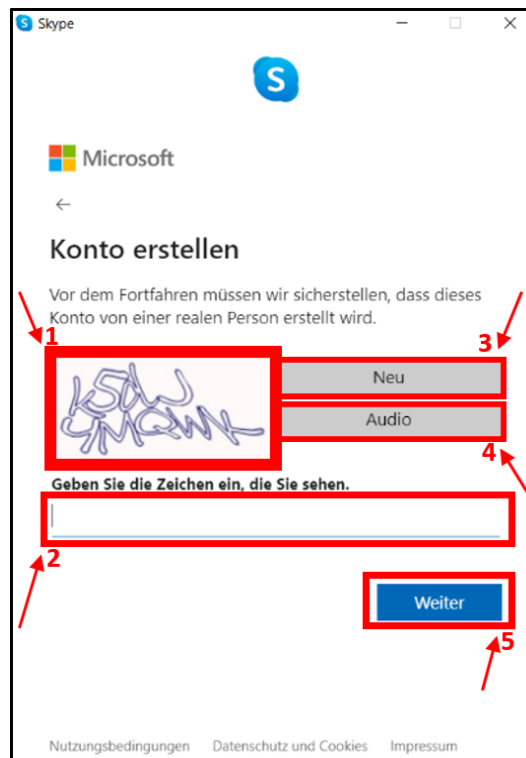 Skype
Microsoft
Konto erstellen
Vor dem Fortfahren müssen wir sicherstellen, dass dieses
Konto von einer realen Person erstellt wird.
1
3
Neu
Audio
4
Geben Sie die Zeichen ein, die Sie sehen.
2
Weiter
5
Nutzungsbedingungen Datenschutz und Cookies Impressum